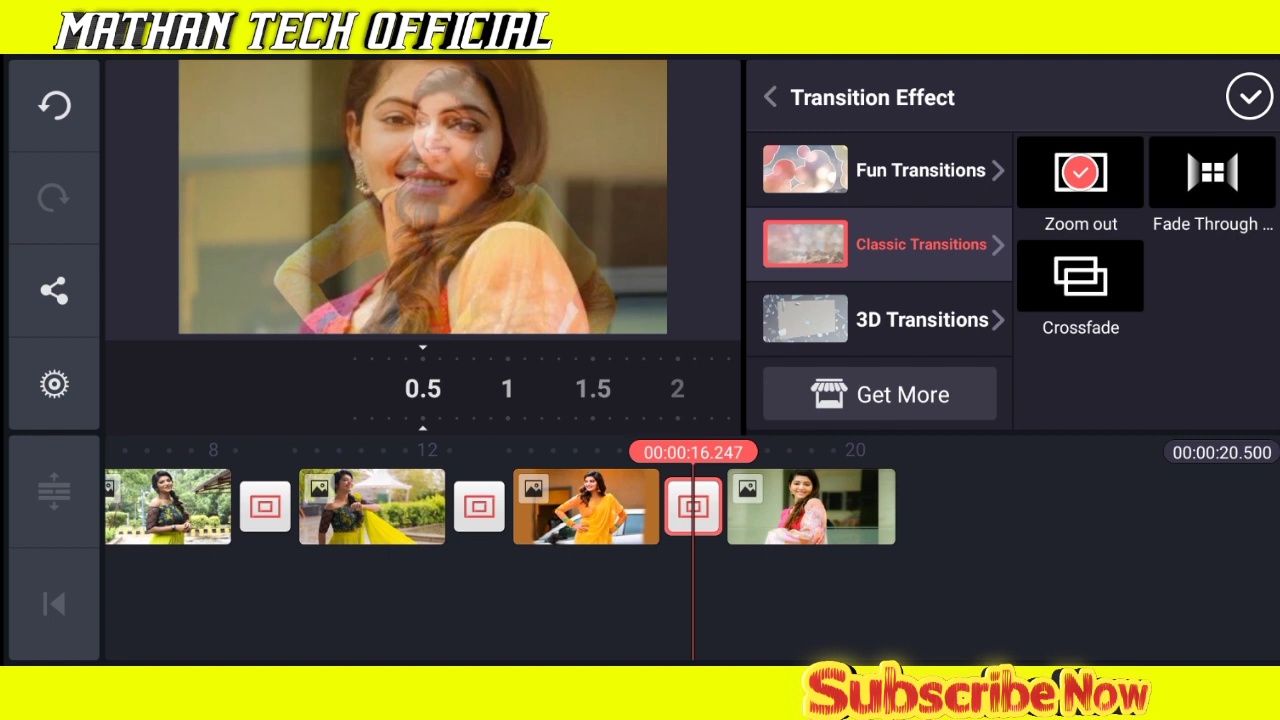 MATHAN TECH OFFICIAL
Transition Effect
Fun Transitions
Classic Transitions
3D Transitions
Get More
Zoom out
Fade Through ...
Crossfade
0.5 1 1.5 2
8 12 00:00:16.247 20 00:00:20.500
Subscribe Now